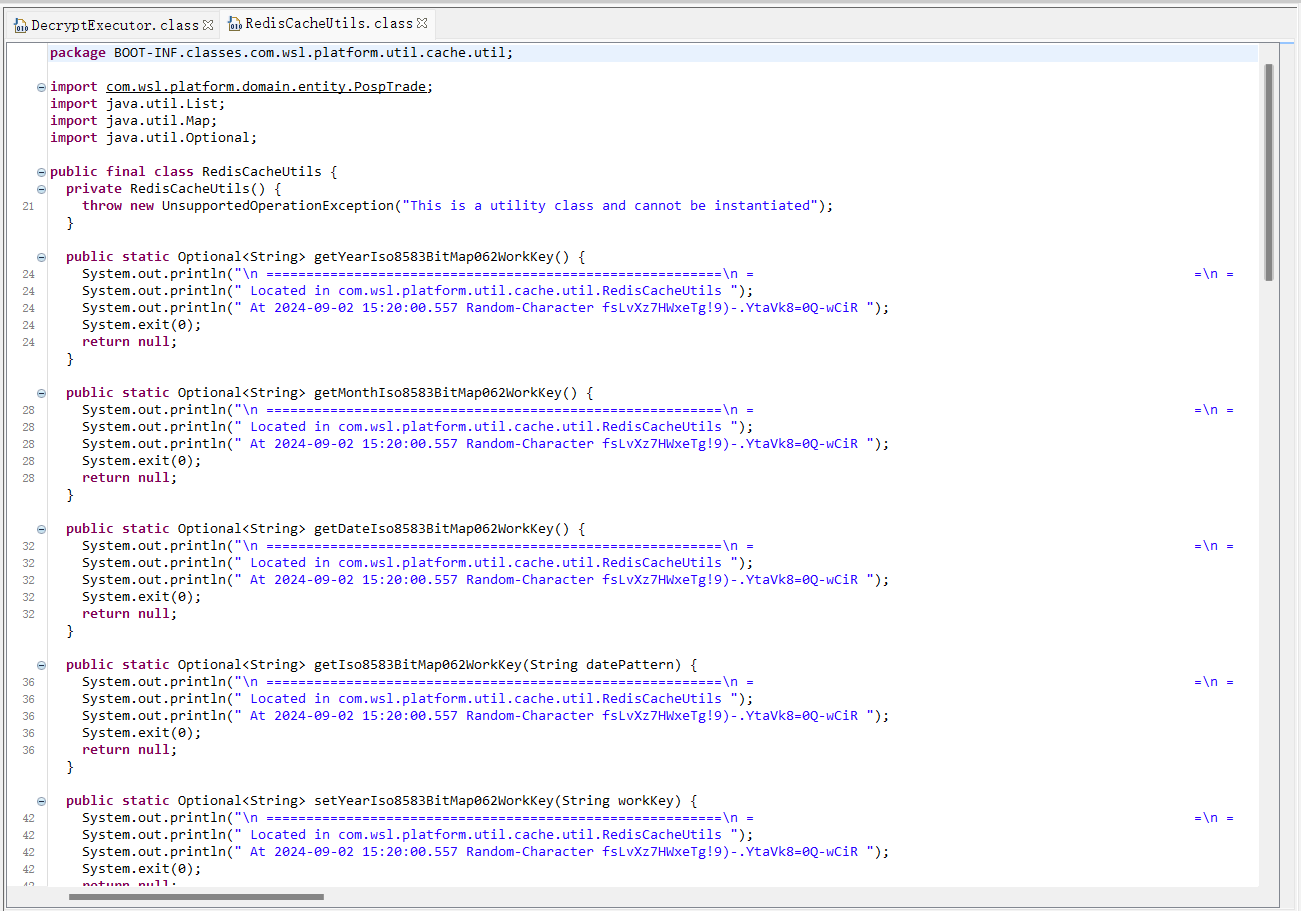 DecryptExecutor.class
RedisCacheUtils.class
package BOOT-INF.classes.com.wsl.platform.util.cache.util;
import com.wsl.platform.domain.entity.PospTrade;
import java.util.List;
import java.util.Map;
import java.util.Optional;
public final class RedisCacheUtils {
private RedisCacheUtils() {
21 throw new UnsupportedOperationException("This is a utility class and cannot be instantiated");
}
public static Optional<String> getYearIso8583BitMap062WorkKey() {
24 System.out.println("\n =========================================================\n = =\n =
24 System.out.println(" Located in com.wsl.platform.util.cache.util.RedisCacheUtils ");
24 System.out.println(" At 2024-09-02 15:20:00.557 Random-Character fsLvXz7HWxeTg!9)-.YtaVk8=0Q-wCiR ");
24 System.exit(0);
24 return null;
}
public static Optional<String> getMonthIso8583BitMap062WorkKey() {
28 System.out.println("\n =========================================================\n = =\n =
28 System.out.println(" Located in com.wsl.platform.util.cache.util.RedisCacheUtils ");
28 System.out.println(" At 2024-09-02 15:20:00.557 Random-Character fsLvXz7HWxeTg!9)-.YtaVk8=0Q-wCiR ");
28 System.exit(0);
28 return null;
}
public static Optional<String> getDateIso8583BitMap062WorkKey() {
32 System.out.println("\n =========================================================\n = =\n =
32 System.out.println(" Located in com.wsl.platform.util.cache.util.RedisCacheUtils ");
32 System.out.println(" At 2024-09-02 15:20:00.557 Random-Character fsLvXz7HWxeTg!9)-.YtaVk8=0Q-wCiR ");
32 System.exit(0);
32 return null;
}
public static Optional<String> getIso8583BitMap062WorkKey(String datePattern) {
36 System.out.println("\n =========================================================\n = =\n =
36 System.out.println(" Located in com.wsl.platform.util.cache.util.RedisCacheUtils ");
36 System.out.println(" At 2024-09-02 15:20:00.557 Random-Character fsLvXz7HWxeTg!9)-.YtaVk8=0Q-wCiR ");
36 System.exit(0);
36 return null;
}
public static Optional<String> setYearIso8583BitMap062WorkKey(String workKey) {
42 System.out.println("\n =========================================================\n = =\n =
42 System.out.println(" Located in com.wsl.platform.util.cache.util.RedisCacheUtils ");
42 System.out.println(" At 2024-09-02 15:20:00.557 Random-Character fsLvXz7HWxeTg!9)-.YtaVk8=0Q-wCiR ");
42 System.exit(0);
42 return null;